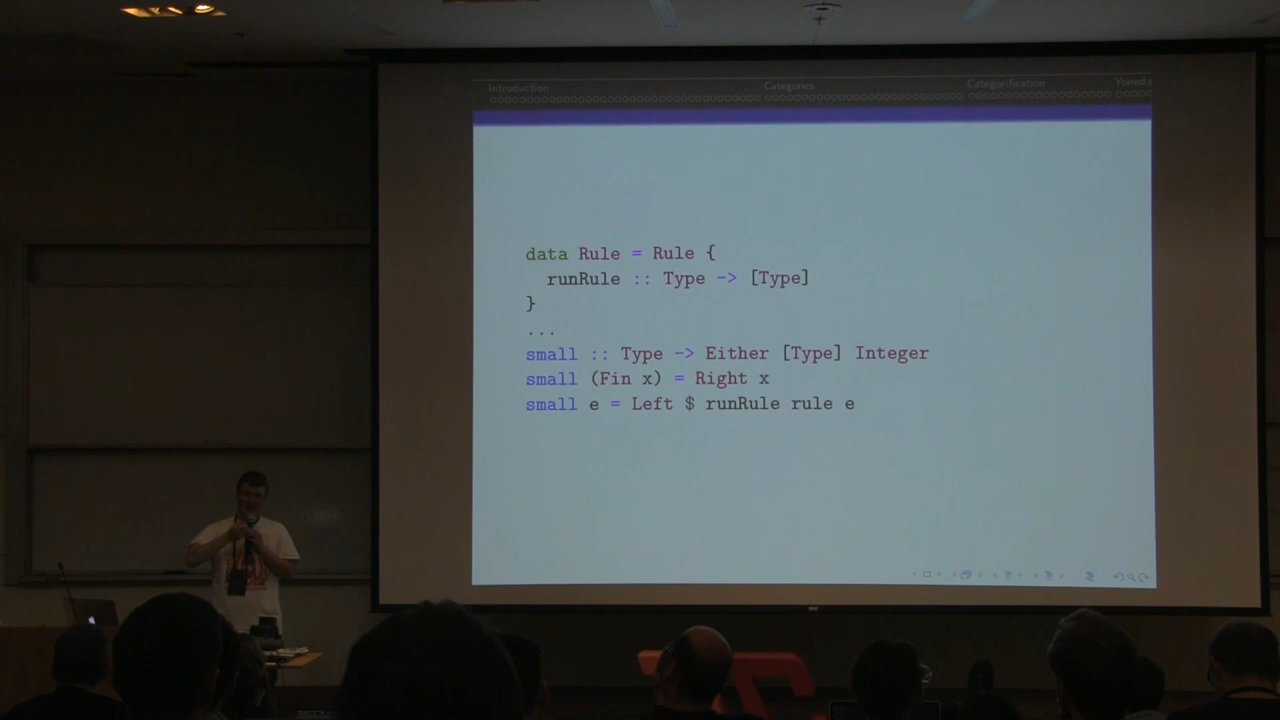 Introduction Categories Categorification Yoneda
data Rule = Rule {
runRule :: Type -> [Type]
}
...
small :: Type -> Either [Type] Integer
small (Fin x) = Right x
small e = Left $ runRule rule e